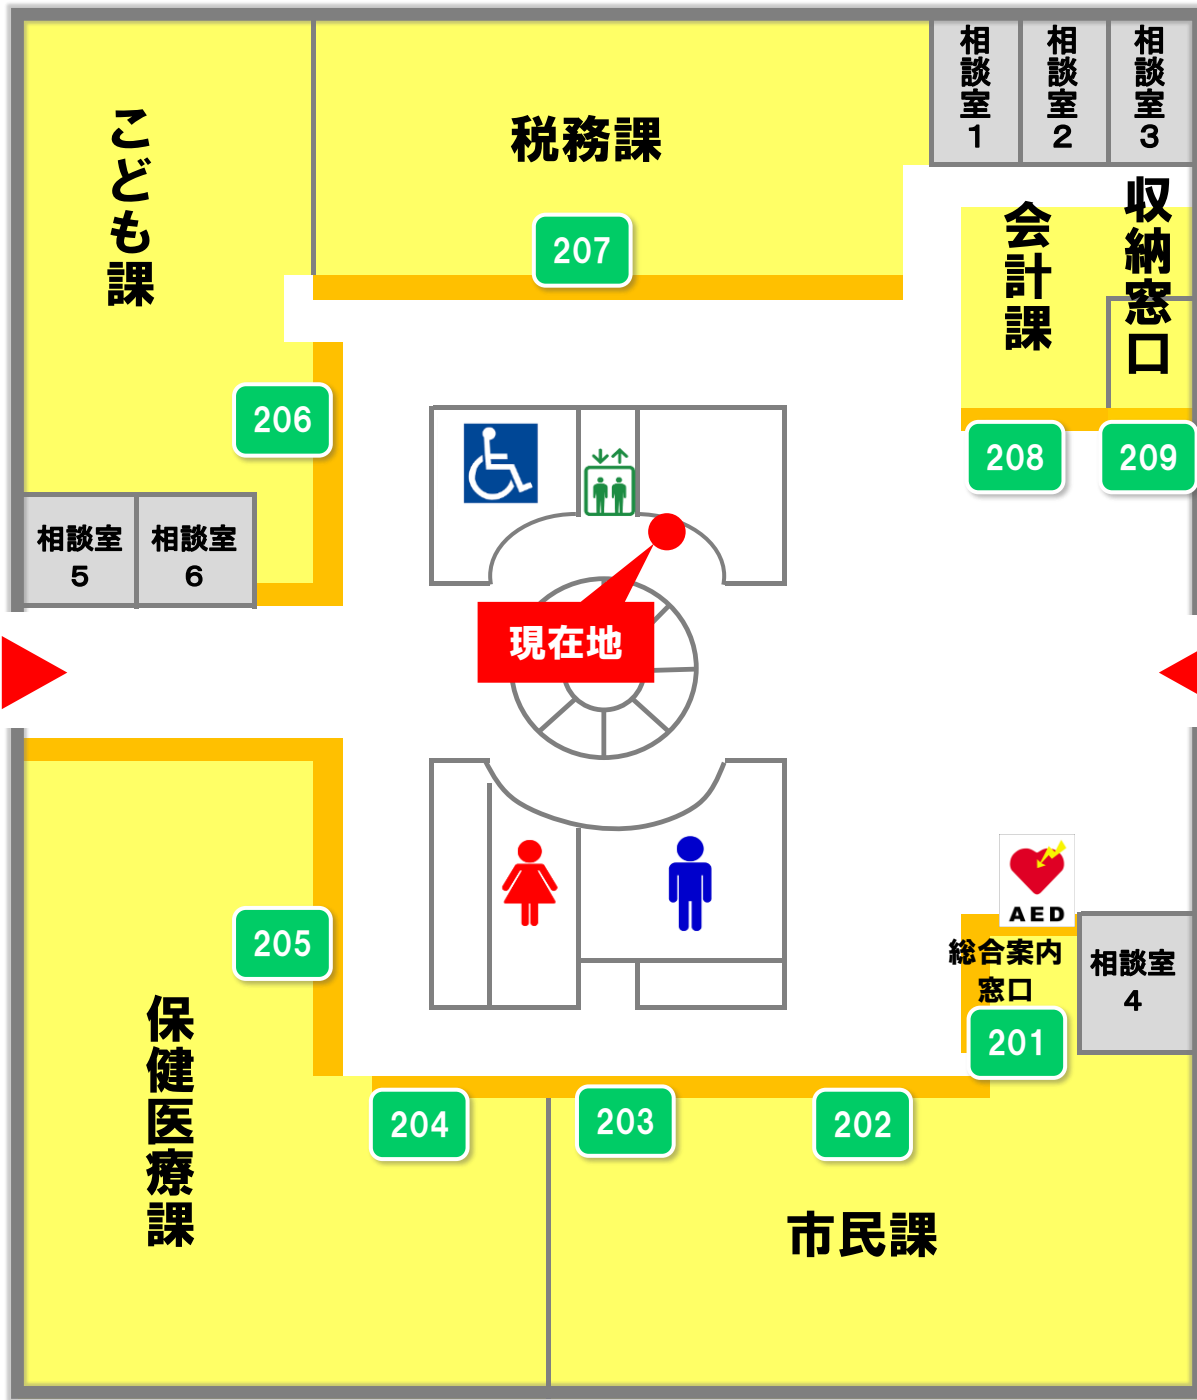 こども課
税務課
相談室1
相談室2
相談室3
会計課
収納窓口
207
206
208
209
相談室
5
相談室
6
現在地
AED
総合案内
窓口
201
相談室
4
205
保健医療課
204
203
202
市民課